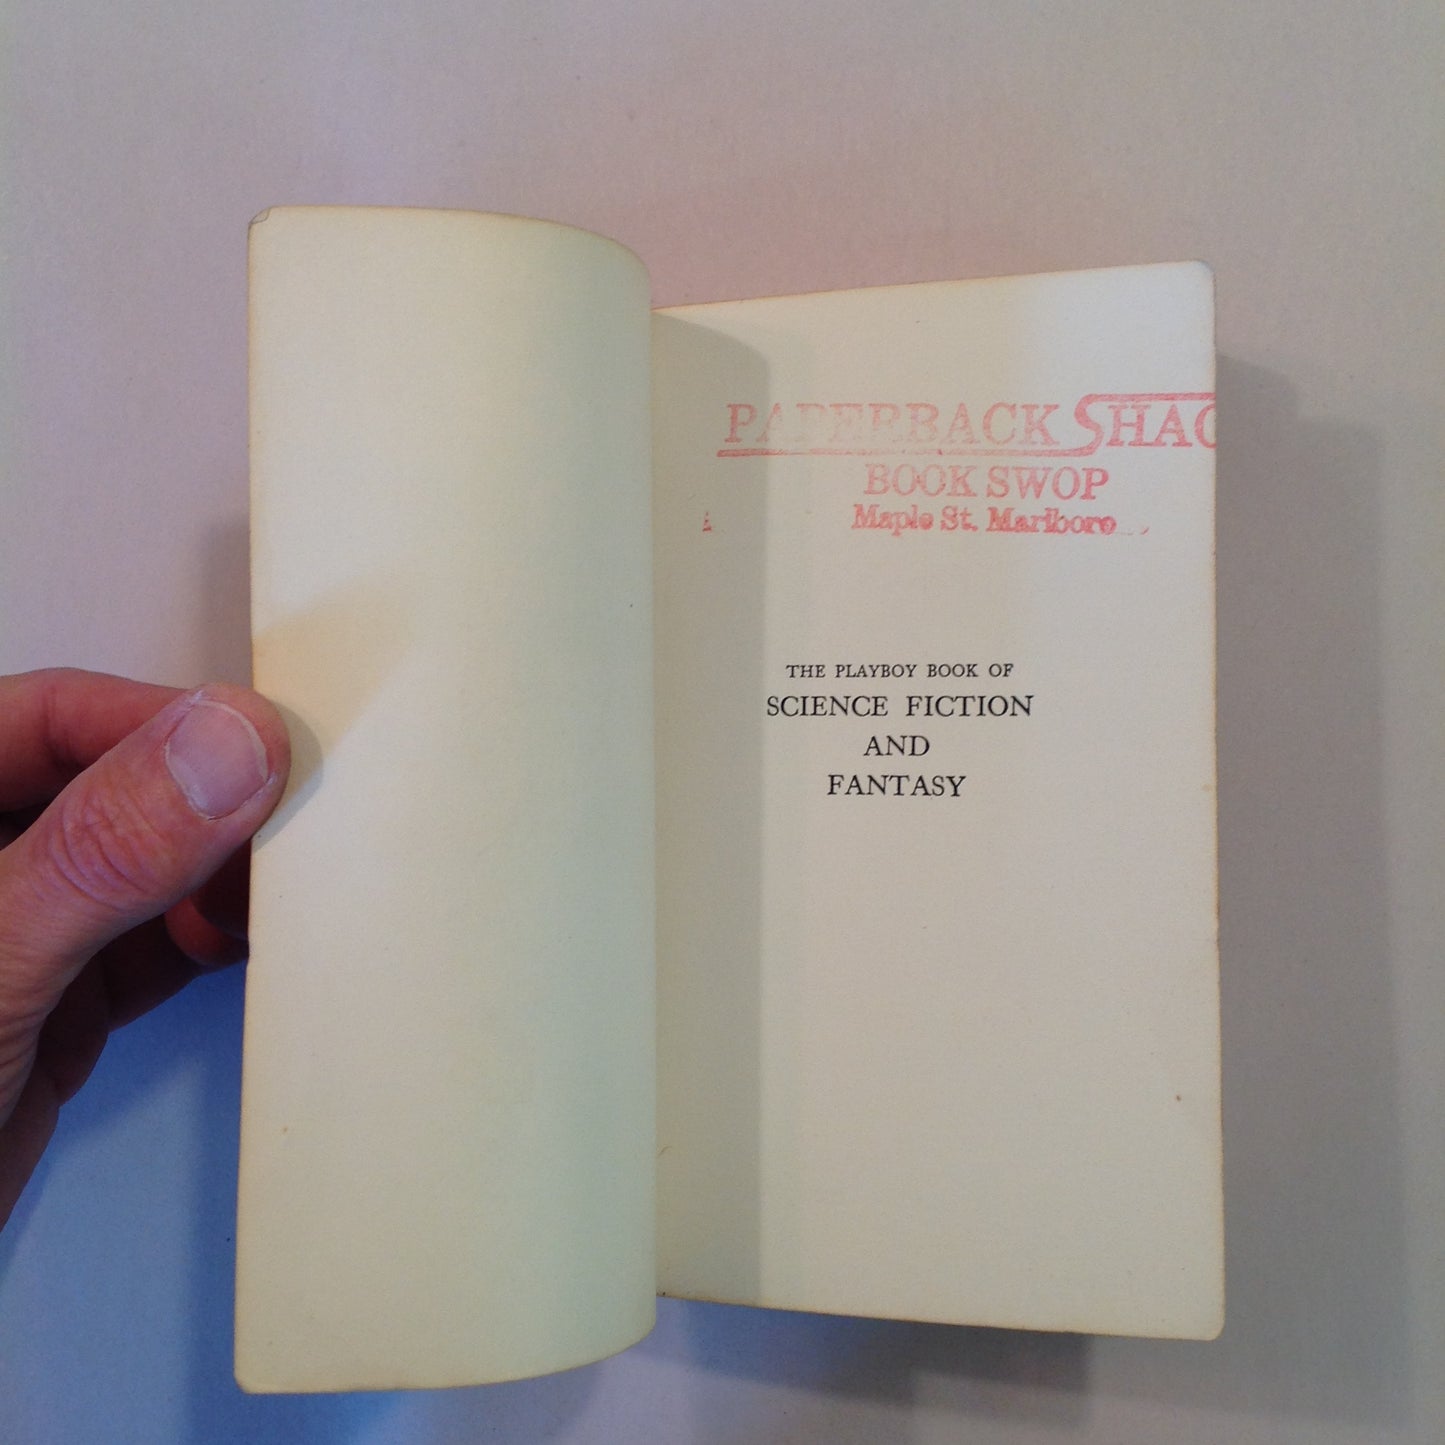 PAPERBACK SHAC
BOOK SWOP
Maple St. Marlboro
THE PLAYBOY BOOK OF
SCIENCE FICTION
AND
FANTASY